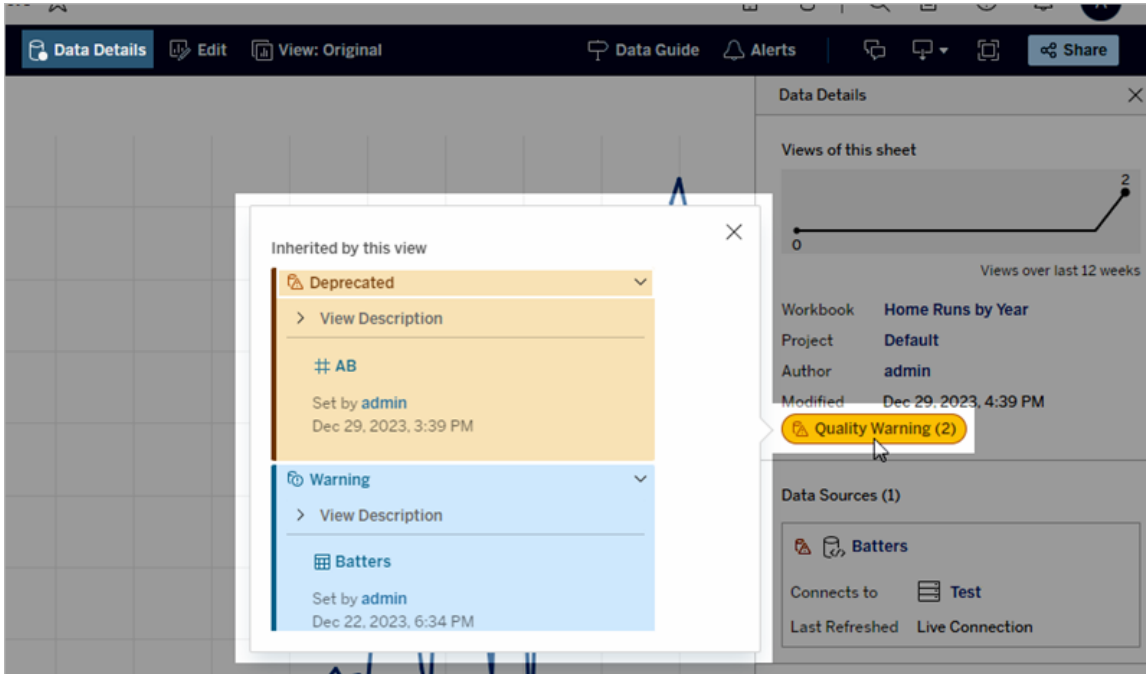 Data Details
Edit
View: Original
Data Guide
Alerts
Share
Data Details
Views of this sheet
2
0
Views over last 12 weeks
Workbook Home Runs by Year
Project Default
Author admin
Modified Dec 29, 2023, 4:39 PM
Quality Warning (2)
Inherited by this view
Deprecated
View Description
AB
Set by admin
Dec 29, 2023, 3:39 PM
Warning
View Description
Batters
Set by admin
Dec 22, 2023, 6:34 PM
Data Sources (1)
Batters
Connects to Test
Last Refreshed Live Connection